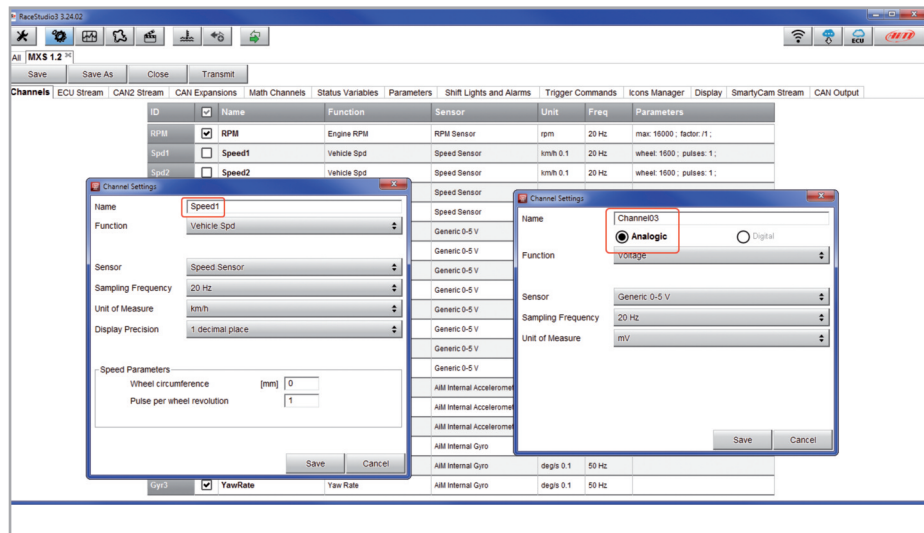 RaceStudio3 3.24.02
ECU
AiM
All MXS 1.2
Save Save As Close Transmit
Channels ECU Stream CAN2 Stream CAN Expansions Math Channels Status Variables Parameters Shift Lights and Alarms Trigger Commands Icons Manager Display SmartyCam Stream CAN Output
ID Name Function Sensor Unit Freq Parameters
RPM RPM Engine RPM RPM Sensor rpm 20 Hz max: 16000 ; factor: /1 ;
Spd1 Speed1 Vehicle Spd Speed Sensor km/h 0.1 20 Hz wheel: 1600 ; pulses: 1 ;
Spd2 Speed2 Vehicle Spd Speed Sensor km/h 0.1 20 Hz wheel: 1600 ; pulses: 1 ;
Channel Settings
Name Speed1
Function Vehicle Spd
Sensor Speed Sensor
Sampling Frequency 20 Hz
Unit of Measure km/h
Display Precision 1 decimal place
Speed Parameters
Wheel circumference [mm] 0
Pulse per wheel revolution 1
Save Cancel
Speed Sensor
Speed Sensor
Generic 0-5 V
Generic 0-5 V
Generic 0-5 V
Generic 0-5 V
Generic 0-5 V
Generic 0-5 V
Generic 0-5 V
Generic 0-5 V
AiM Internal Acceleromet
AiM Internal Acceleromet
AiM Internal Acceleromet
AiM Internal Gyro
AiM Internal Gyro deg/s 0.1 50 Hz
Channel Settings
Name Channel03
Analogic Digital
Function Voltage
Sensor Generic 0-5 V
Sampling Frequency 20 Hz
Unit of Measure mV
Save Cancel
Gyr3 YawRate Yaw Rate AiM Internal Gyro deg/s 0.1 50 Hz